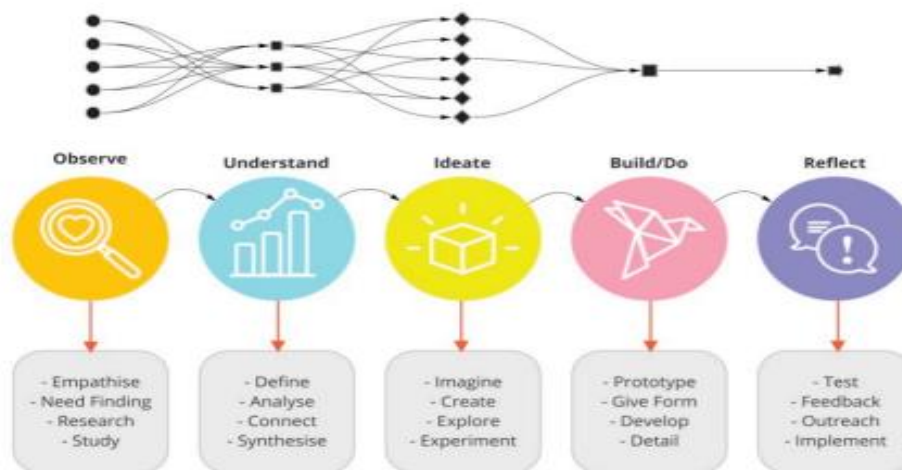 Observe
Understand
Ideate
Build/Do
Reflect
!
- Empathise
- Need Finding
- Research
- Study
- Define
- Analyse
- Connect
- Synthesise
- Imagine
- Create
- Explore
- Experiment
- Prototype
- Give Form
- Develop
- Detail
- Test
- Feedback
- Outreach
- Implement